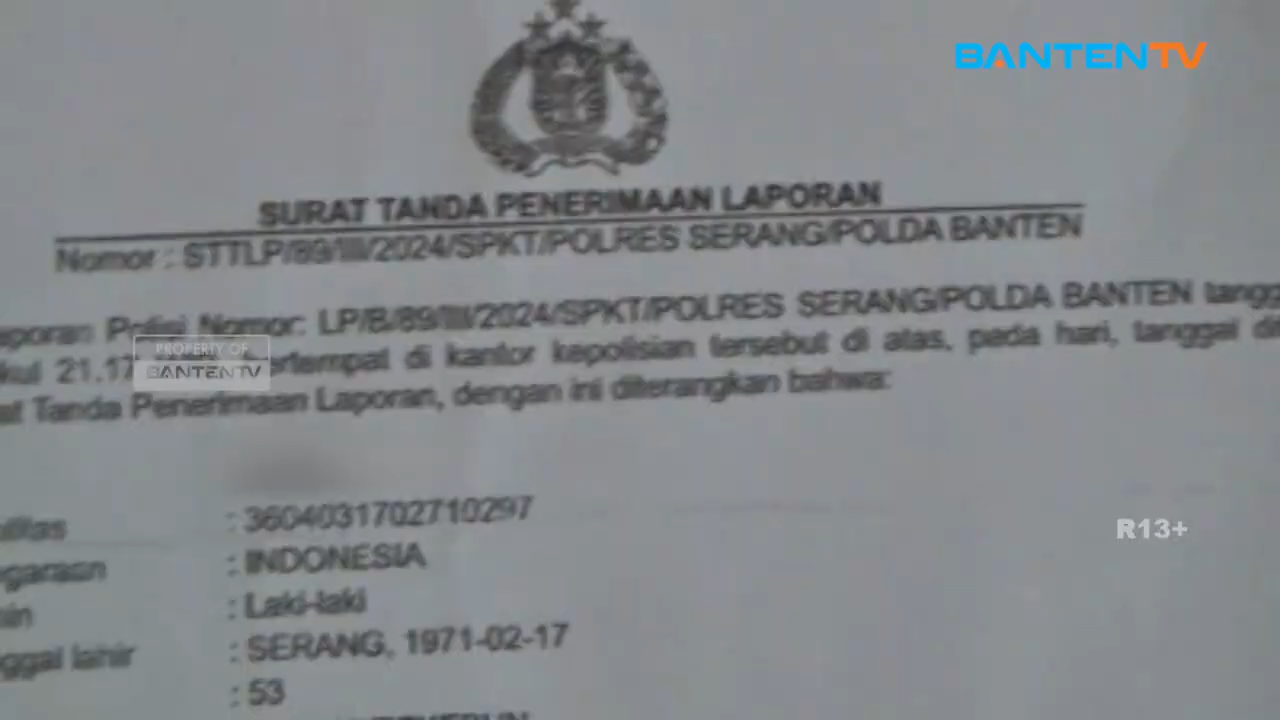 BANTENTV
SURAT TANDA PENERIMAAN LAPORAN
Nomor : STTLP/89/III/2024/SPKT/POLRES SERANG/POLDA BANTEN
Polisi Nomor: LP/B/89/III/2024/SPKT/POLRES SERANG/POLDA BANTEN
21.17 di kantor kepolisian tersebut di atas, pada hari, tanggal
PROPERTY OF
BANTENTV
Tanda Penerimaan Laporan, dengan ini diterangkan bahwa:
: 3604031702710297
: INDONESIA
R13+
: Laki-laki
lahir : SERANG, 1971-02-17
: 53